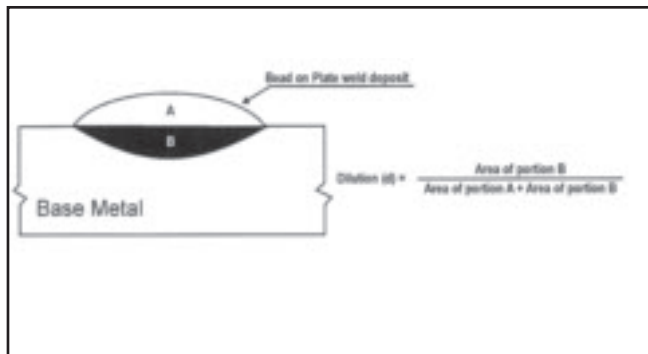 Bead on Plate weld deposit
A
B
Dilution (d) =
Area of portion B
Area of portion A + Area of portion B
Base Metal